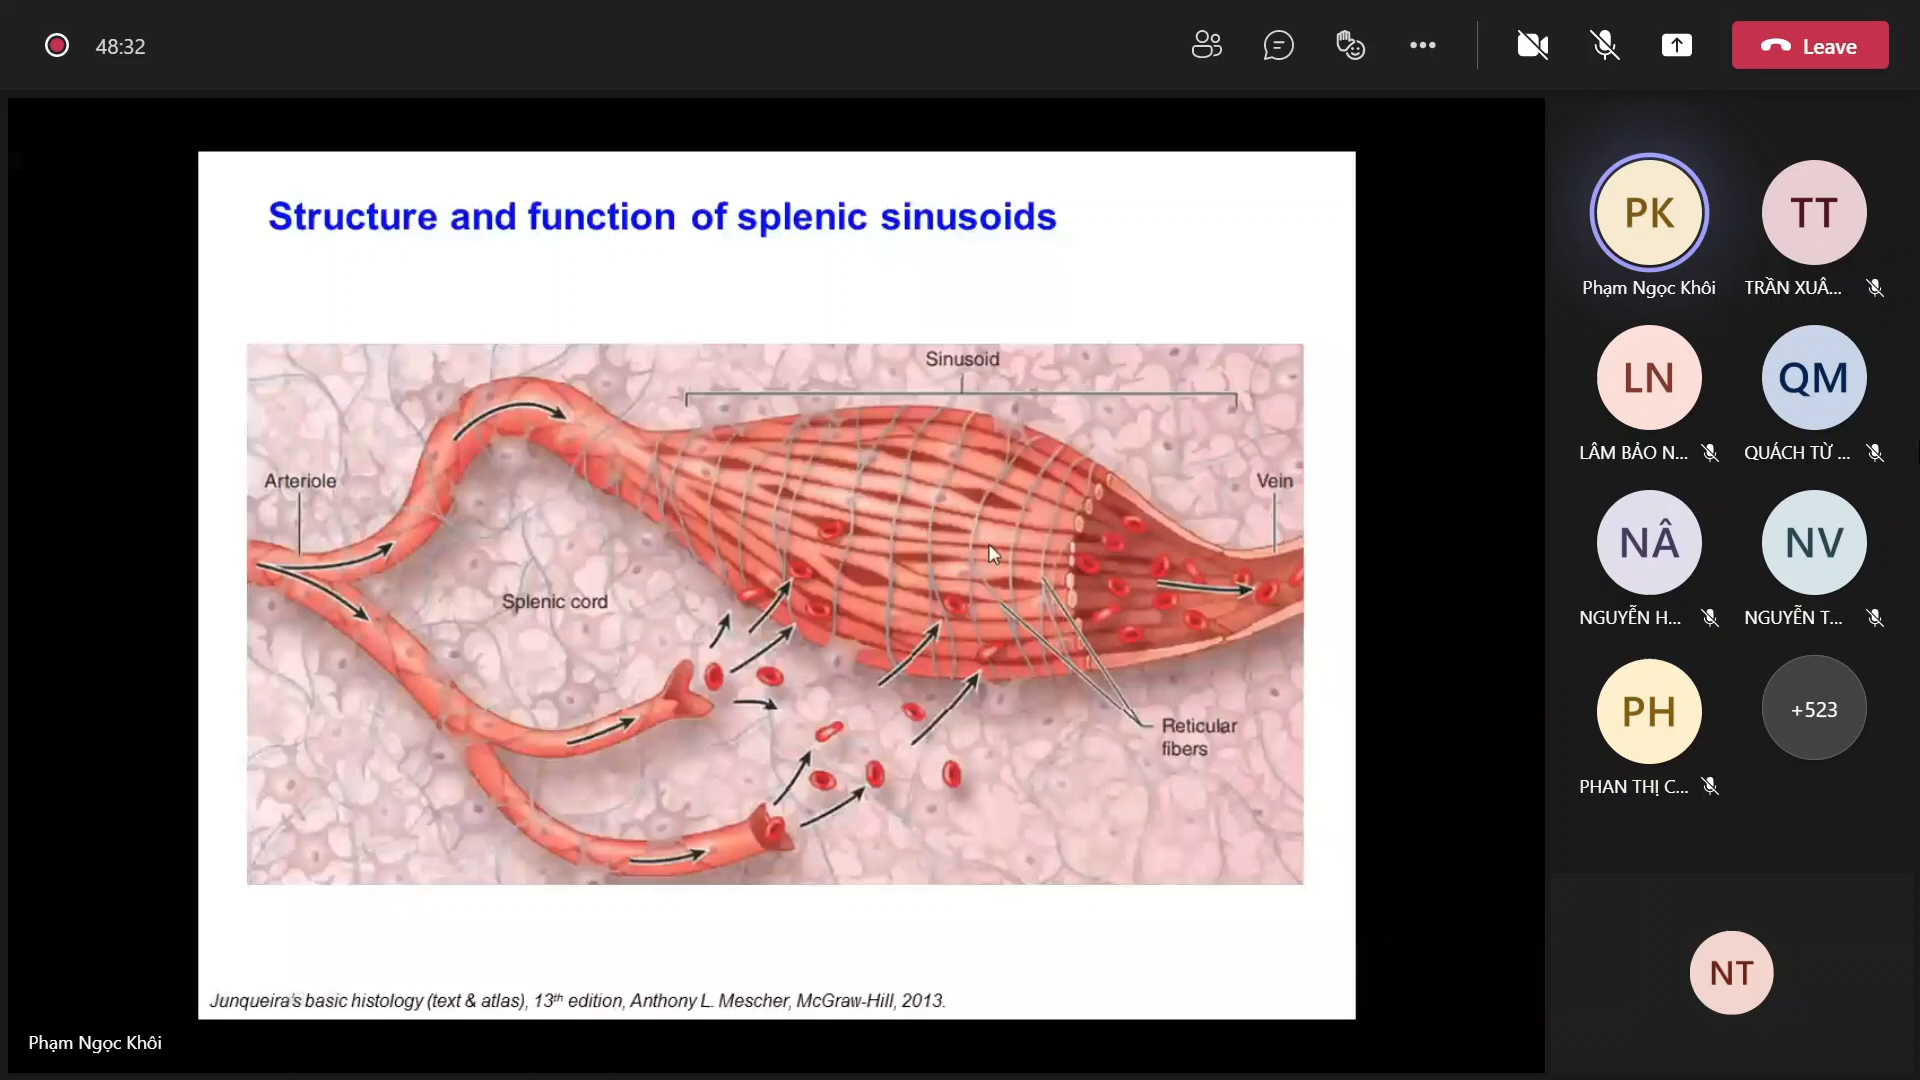 48:32
Leave
Structure and function of splenic sinusoids
Sinusoid
Arteriole
Vein
Splenic cord
Reticular
fibers
Junqueira's basic histology (text & atlas), 13th edition, Anthony L. Mescher, McGraw-Hill, 2013.
Phạm Ngọc Khôi
PK
TT
Phạm Ngọc Khôi
TRẦN XUÂ...
LN
QM
LÂM BẢO N...
QUÁCH TỪ ...
NÂ
NV
NGUYỄN H...
NGUYỄN T...
PH
+523
PHAN THỊ C...
NT